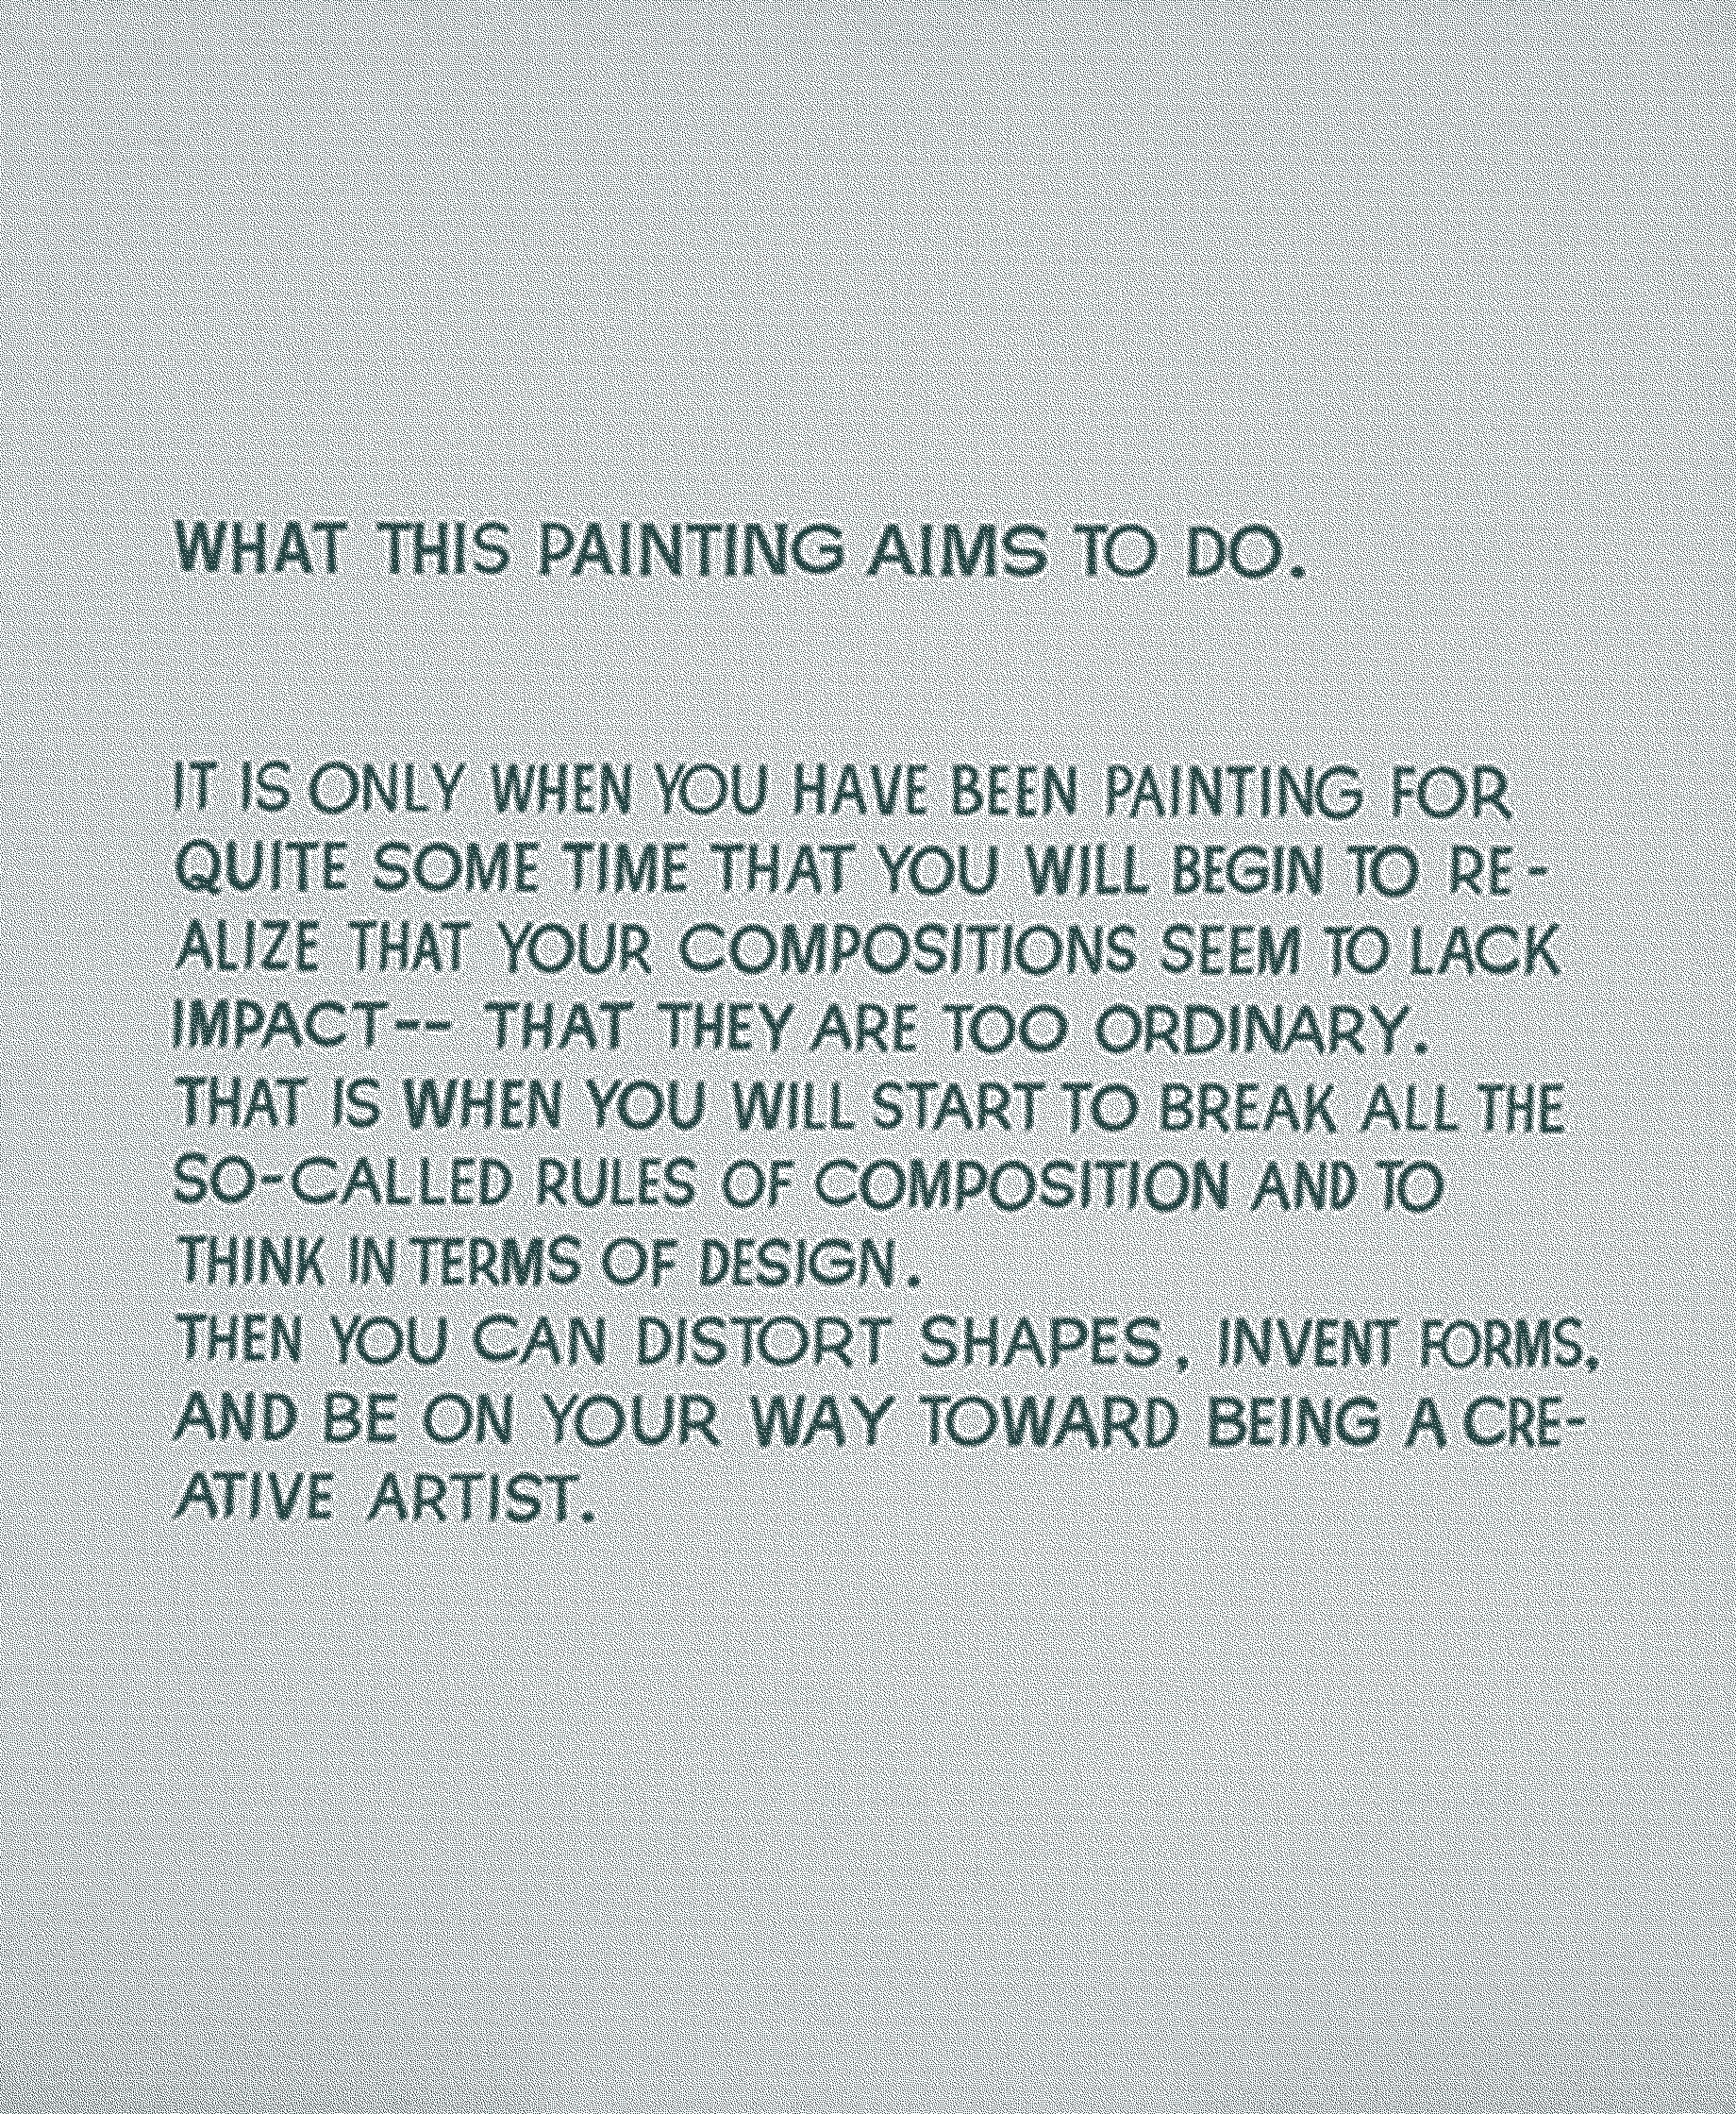 WHAT THIS PAINTING AIMS TO DO.
IT IS ONLY WHEN YOU HAVE BEEN PAINTING FOR
QUITE SOME TIME THAT YOU WILL BEGIN TO RE-
ALIZE THAT YOUR COMPOSITIONS SEEM TO LACK
IMPACT-- THAT THEY ARE TOO ORDINARY.
THAT IS WHEN YOU WILL START TO BREAK ALL THE
SO-CALLED RULES OF COMPOSITION AND TO
THINK IN TERMS OF DESIGN.
THEN YOU CAN DISTORT SHAPES, INVENT FORMS,
AND BE ON YOUR WAY TOWARD BEING A CRE-
ATIVE ARTIST.